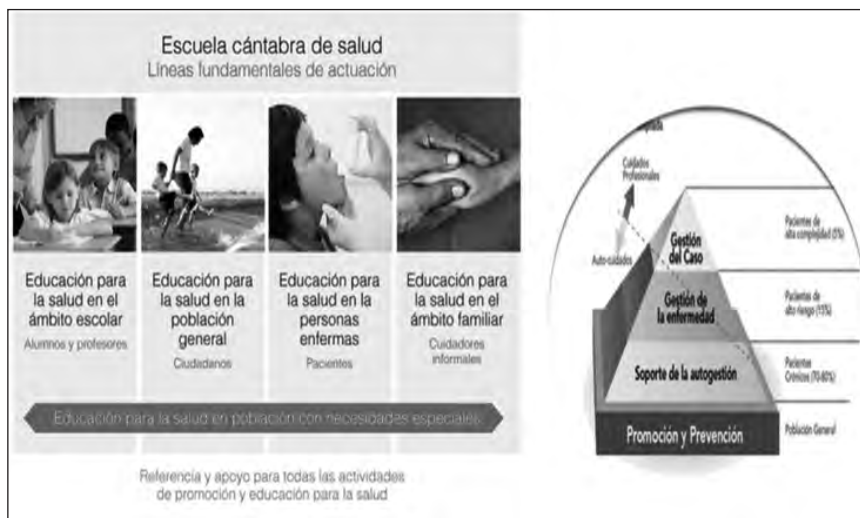 Escuela cántabra de salud
Líneas fundamentales de actuación
Educación para
la salud en el
ámbito escolar
Alumnos y profesores
Educación para
la salud en la
población
general
Ciudadanos
Educación para
la salud en la
personas
enfermas
Pacientes
Educación para
la salud en el
ámbito familiar
Cuidadores
informales
Educación para la salud en población con necesidades especiales
Referencia y apoyo para todas las actividades
de promoción y educación para la salud
Cuidados
Profesionales
Auto-cuidados
Gestión
del Caso
Gestión de
la enfermedad
Soporte de la autogestión
Promoción y Prevención
Pacientes de
alta complejidad (5%)
Pacientes de
alto riesgo (15%)
Pacientes
Crónicos (70-80%)
Población General